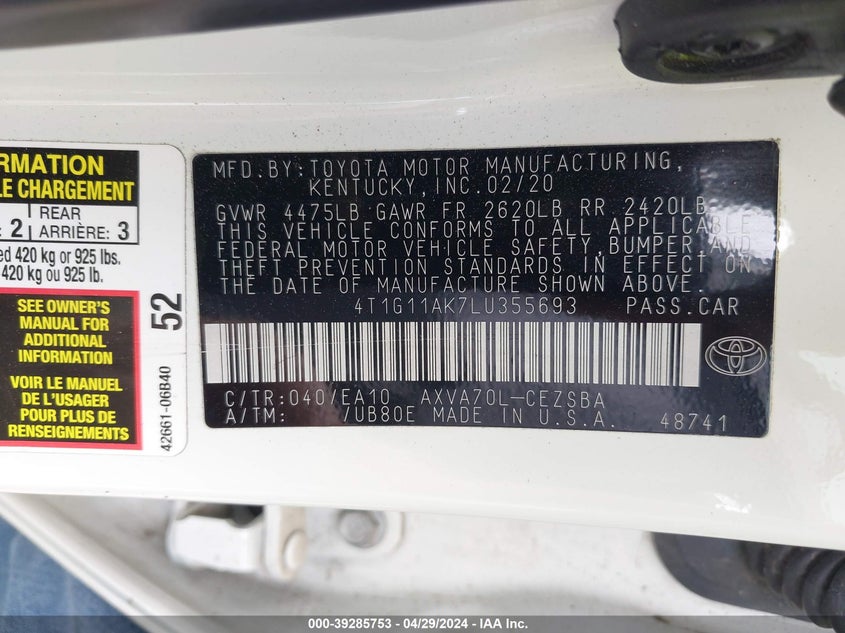 RMATION
LE CHARGEMENT
: 2 | REAR ARRIÈRE: 3
ed 420 kg or 925 lbs.
420 kg ou 925 lb.
SEE OWNER'S
MANUAL FOR
ADDITIONAL
INFORMATION
VOIR LE MANUEL
DE L'USAGER
POUR PLUS DE
RENSEIGNEMENTS
52
42661-06B40
MFD.BY:TOYOTA MOTOR MANUFACTURING,
KENTUCKY,INC.02/20
GVWR 4475LB GAWR FR 2620LB RR 2420LB
THIS VEHICLE CONFORMS TO ALL APPLICABLE
FEDERAL MOTOR VEHICLE SAFETY,BUMPER,AND
THEFT PREVENTION STANDARDS IN EFFECT ON
THE DATE OF MANUFACTURE SHOWN ABOVE.
4T1G11AK7LU355693 PASS.CAR
C/TR:040/EA10 AXVA70L-CEZSBA
A/TM: /UB80E MADE IN U.S.A. 48741
000-39285753 - 04/29/2024 - IAA Inc.